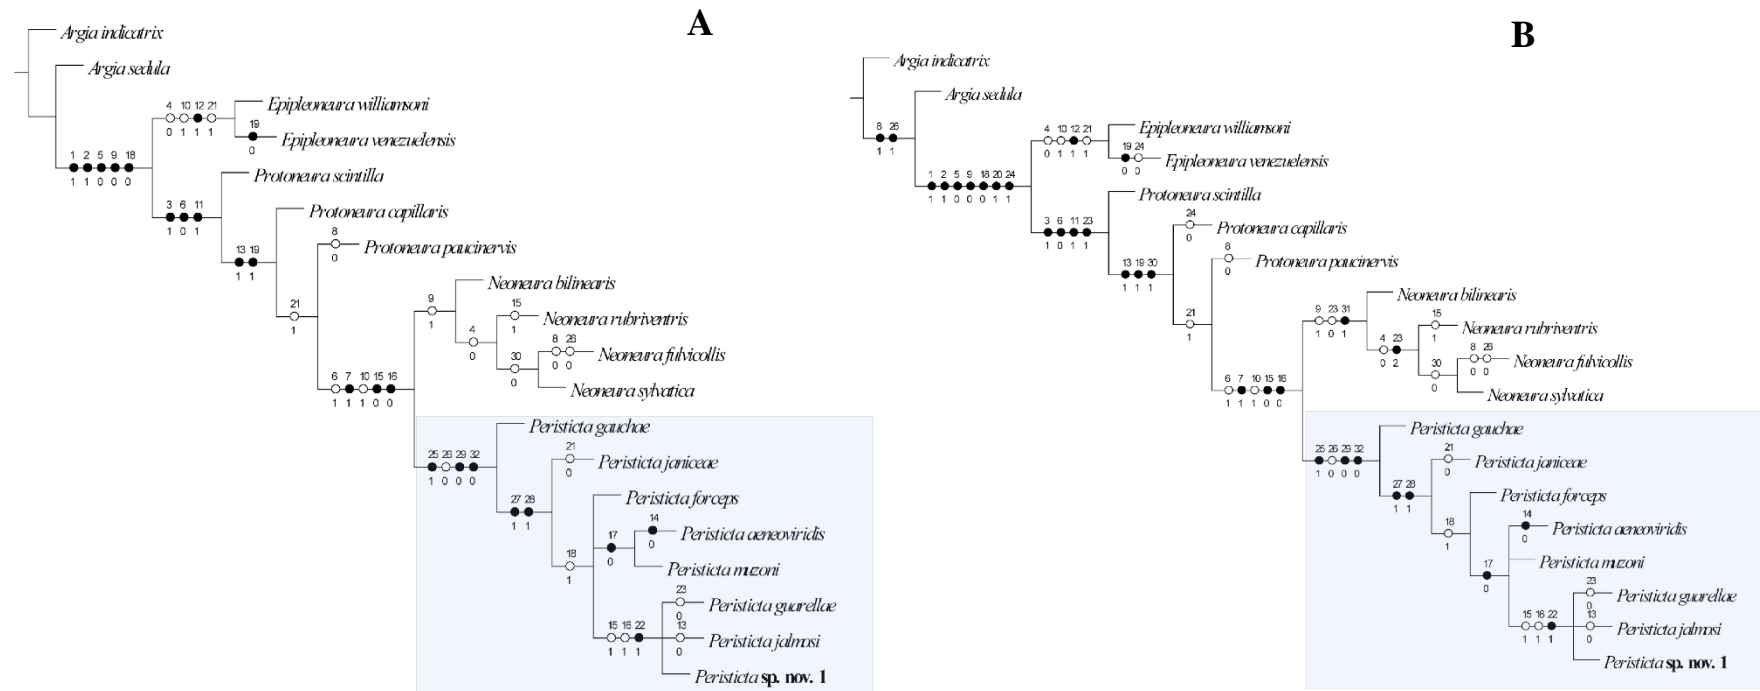 A
Argia indicatrix
Argia sedula
4 10 12 21
0 1 1 1
Epipleoneura williamsoni
19
0
Epipleoneura venezuelensis
1 2 5 9 18
1 1 0 0 0
Protoneura scintilla
3 6 11
1 0 1
Protoneura capillaris
8
0
Protoneura paucinervis
13 19
1 1
21
1
Neoneura bilinearis
9
1
15
1
Neoneura rubriventris
4
0
8 26
0 0
Neoneura fulvicollis
30
0
Neoneura sylvatica
6 7 10 15 16
1 1 1 0 0
Peristicta gauchae
21
0
Peristicta janiceae
25 26 29 32
1 0 0 0
Peristicta forceps
27 28
1 1
14
0
Peristicta aeneoviridis
17
0
Peristicta muzoni
18
1
23
0
Peristicta guarellae
15 16 22
1 1 1
13
0
Peristicta jalmosi
Peristicta sp. nov. 1
B
Argia indicatrix
Argia sedula
8 26
1 1
4 10 12 21
0 1 1 1
Epipleoneura williamsoni
19 24
0 0
Epipleoneura venezuelensis
1 2 5 9 18 20 24
1 1 0 0 0 1 1
Protoneura scintilla
3 6 11 23
1 0 1 1
24
0
Protoneura capillaris
8
0
Protoneura paucinervis
13 19 30
1 1 1
21
1
Neoneura bilinearis
9 23 31
1 0 1
15
1
Neoneura rubriventris
4 23
0 2
8 26
0 0
Neoneura fulvicollis
30
0
Neoneura sylvatica
6 7 10 15 16
1 1 1 0 0
Peristicta gauchae
25 26 29 32
1 0 0 0
21
0
Peristicta janiceae
27 28
1 1
Peristicta forceps
18
1
14
0
Peristicta aeneoviridis
Peristicta muzoni
17
0
23
0
Peristicta guarellae
15 16 22
1 1 1
13
0
Peristicta jalmosi
Peristicta sp. nov. 1